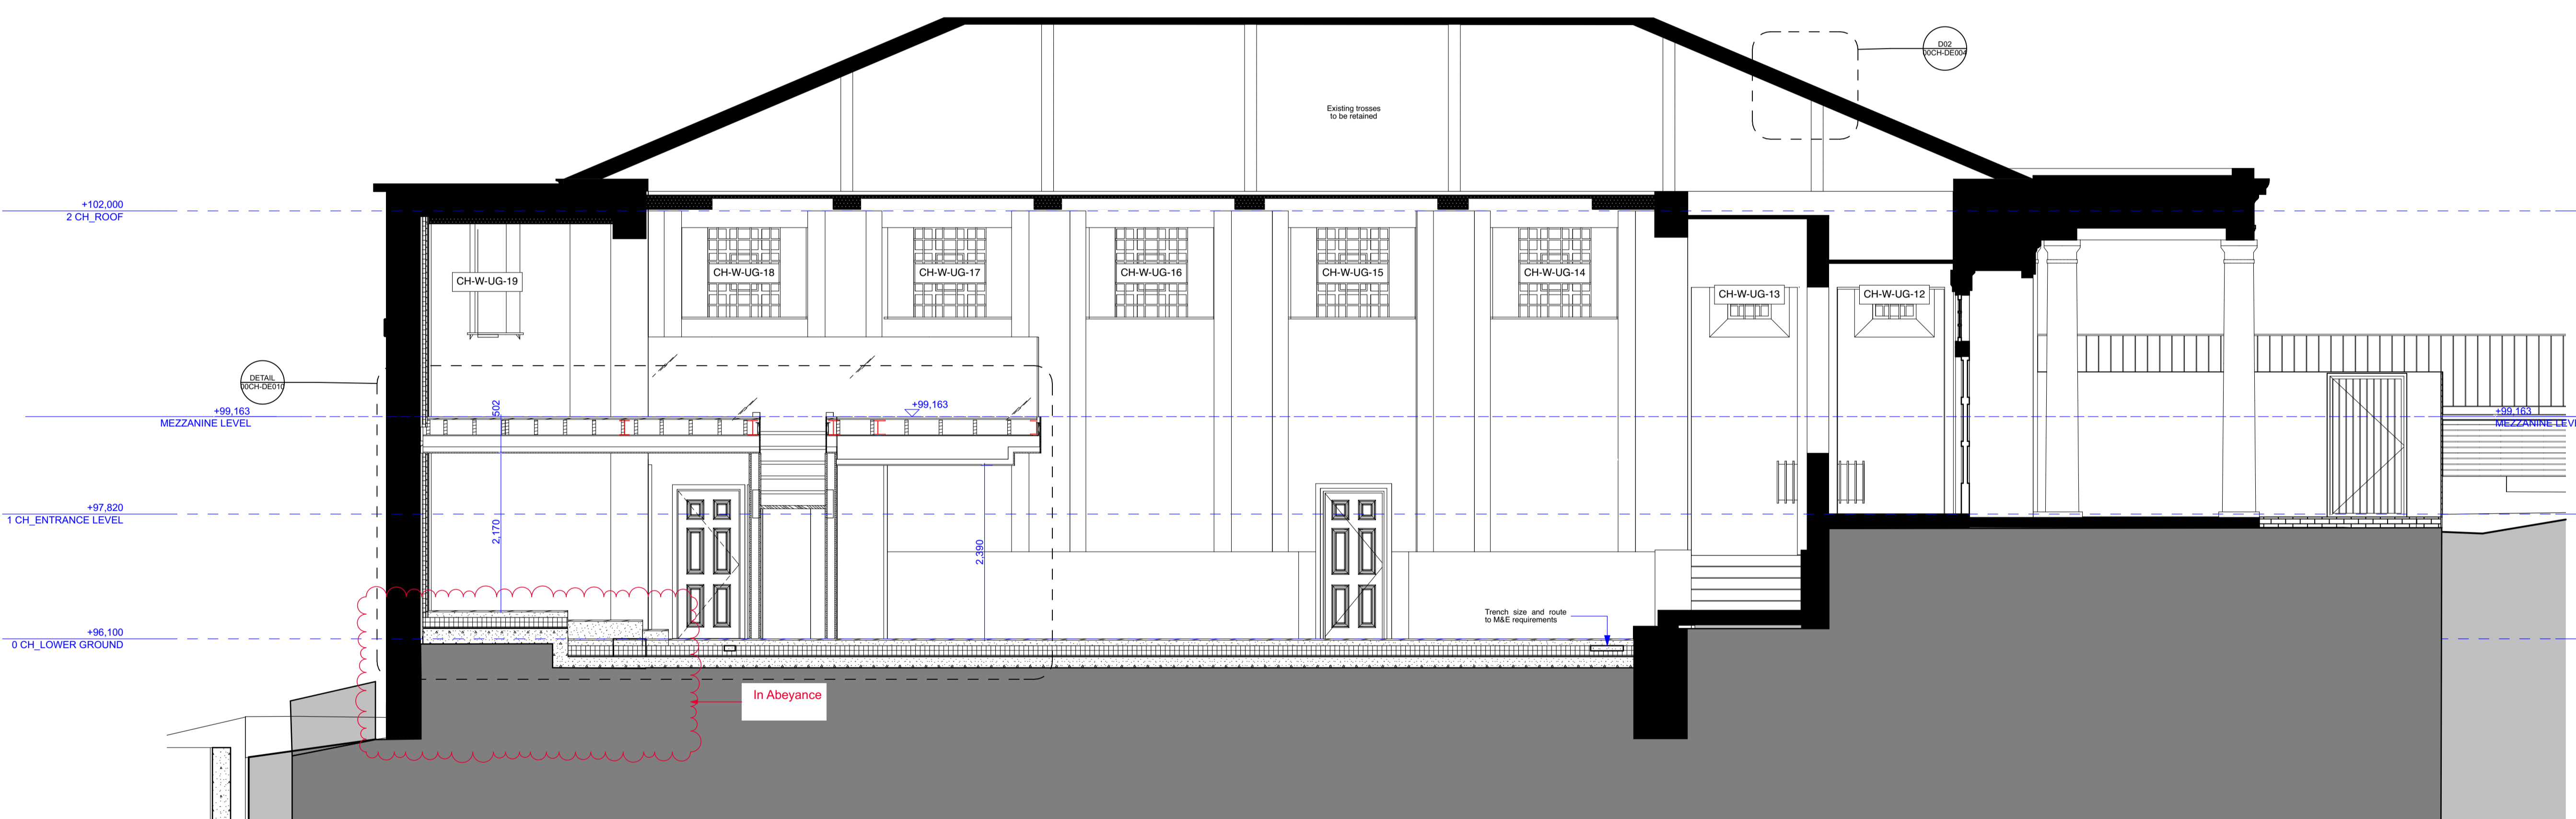 D02
00CH-DE004
Existing trosses
to be retained
+102,000
2 CH_ROOF
CH-W-UG-19
CH-W-UG-18
CH-W-UG-17
CH-W-UG-16
CH-W-UG-15
CH-W-UG-14
CH-W-UG-13
CH-W-UG-12
DETAIL
00CH-DE010
+99,163
MEZZANINE LEVEL
502
+99,163
+99,163
MEZZANINE LEVE
+97,820
1 CH_ENTRANCE LEVEL
2,170
2,390
+96,100
0 CH_LOWER GROUND
Trench size and route
to M&E requirements
In Abeyance